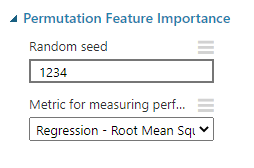 Permutation Feature Importance
Random seed
1234
Metric for measuring perf...
Regression - Root Mean Squ